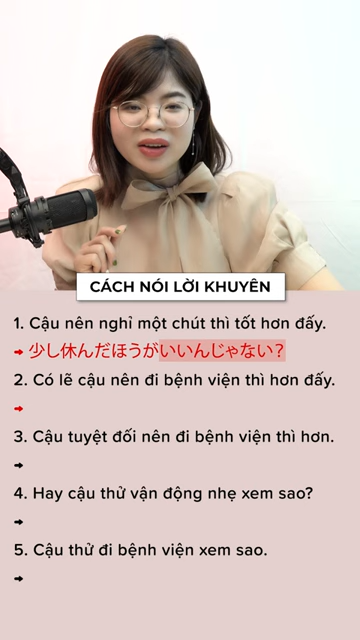 CÁCH NÓI LỜI KHUYÊN
1. Cậu nên nghỉ một chút thì tốt hơn đấy.
➞ 少し休んだほうがいいんじゃない？
2. Có lẽ cậu nên đi bệnh viện thì hơn đấy.
➞
3. Cậu tuyệt đối nên đi bệnh viện thì hơn.
➞
4. Hay cậu thử vận động nhẹ xem sao?
➞
5. Cậu thử đi bệnh viện xem sao.
➞